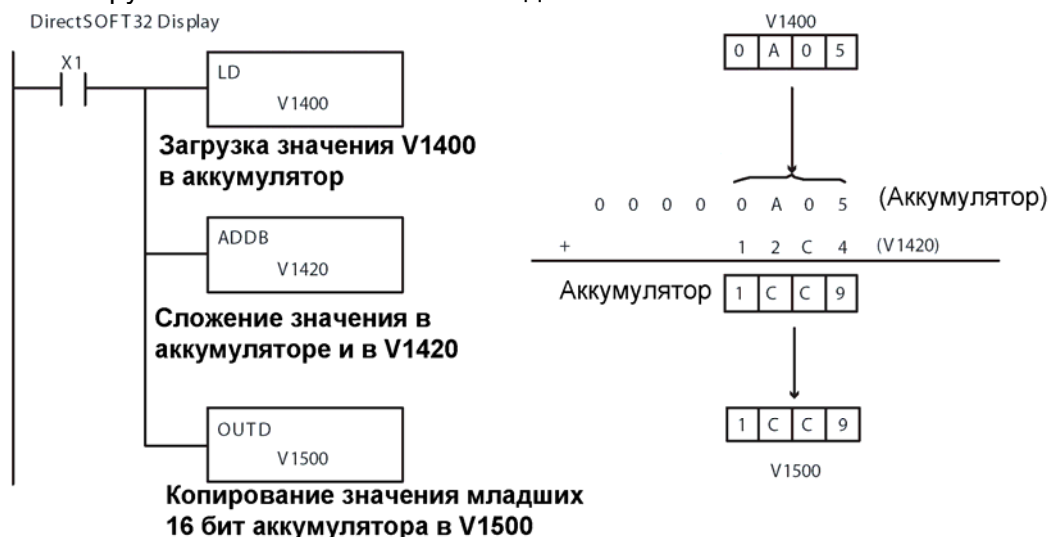 DirectSOFT32 Display
X1
LD
V1400
Загрузка значения V1400
в аккумулятор
ADDB
V1420
Сложение значения в
аккумуляторе и в V1420
OUTD
V1500
Копирование значения младших
16 бит аккумулятора в V1500
V1400
0 A 0 5
0 0 0 0 0 A 0 5 (Аккумулятор)
+ 1 2 C 4 (V1420)
Аккумулятор 1 C C 9
1 C C 9
V1500